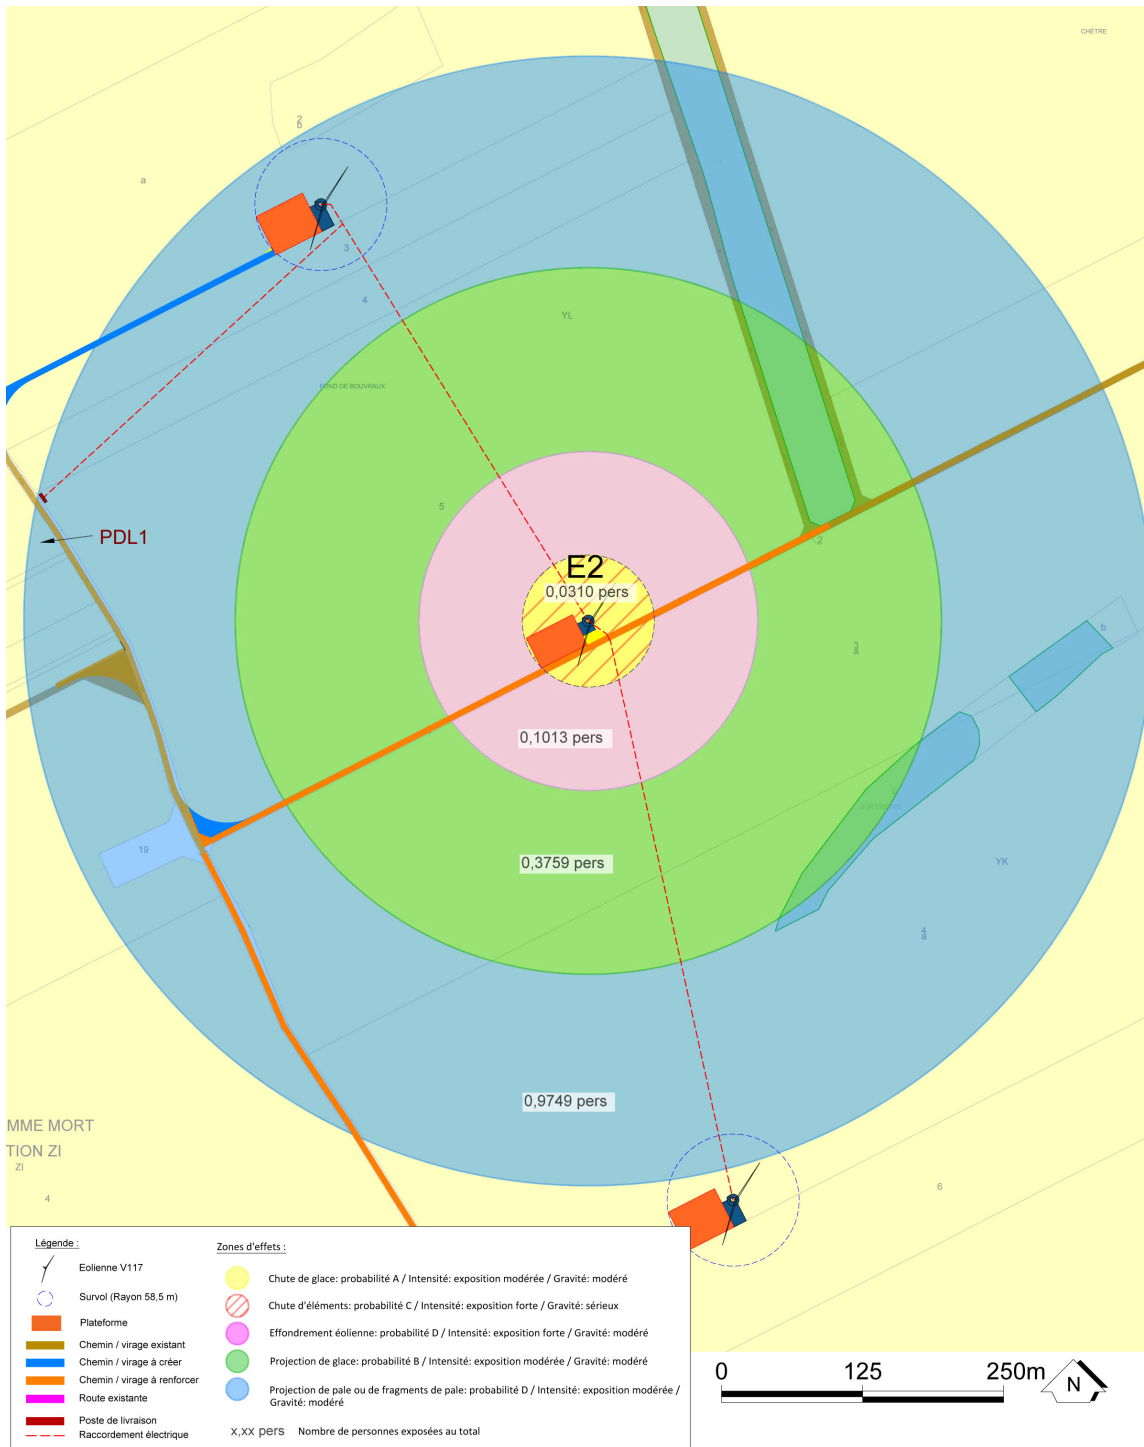 CHÊTRE
2
b
a
3
4
YL
FOND DE BOUVRAUX
5
PDL1
2
E2
0,0310 pers
b
0,1013 pers
19
0,3759 pers
YK
4
a
0,9749 pers
MME MORT
TION ZI
ZI
4
6
Légende :
Eolienne V117
Survol (Rayon 58,5 m)
Plateforme
Chemin / virage existant
Chemin / virage à créer
Chemin / virage à renforcer
Route existante
Poste de livraison
Raccordement électrique
Zones d'effets :
Chute de glace: probabilité A / Intensité: exposition modérée / Gravité: modéré
Chute d'éléments: probabilité C / Intensité: exposition forte / Gravité: sérieux
Effondrement éolienne: probabilité D / Intensité: exposition forte / Gravité: modéré
Projection de glace: probabilité B / Intensité: exposition modérée / Gravité: modéré
Projection de pale ou de fragments de pale: probabilité D / Intensité: exposition modérée /
Gravité: modéré
x,xx pers Nombre de personnes exposées au total
0 125 250m
N